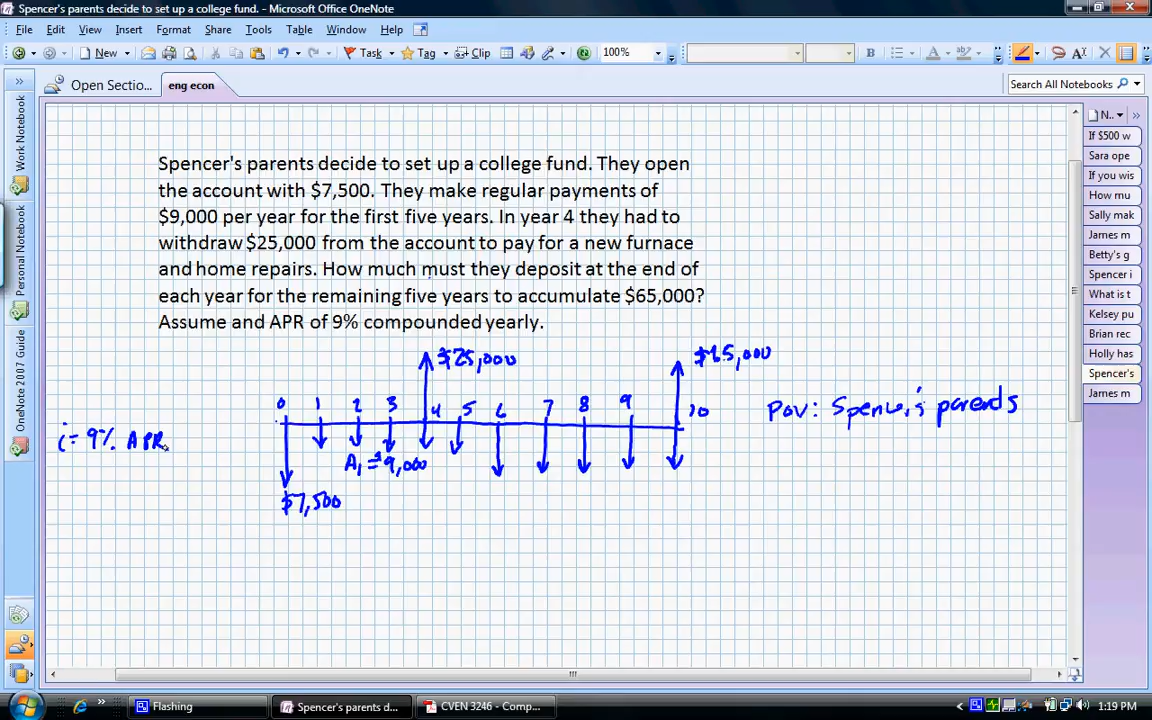 Spencer's parents decide to set up a college fund. - Microsoft Office OneNote
File Edit View Insert Format Share Tools Table Window Help
New Task Tag Clip 100% B A
Search All Notebooks
Open Sectio... eng econ
Work Notebook
Personal Notebook
OneNote 2007 Guide
N..
If $500 w
Sara ope
If you wis
How mu
Sally mak
James m
Betty's g
Spencer i
What is t
Kelsey pu
Brian rec
Holly has
Spencer's
James m
Spencer's parents decide to set up a college fund. They open
the account with $7,500. They make regular payments of
$9,000 per year for the first five years. In year 4 they had to
withdraw $25,000 from the account to pay for a new furnace
and home repairs. How much must they deposit at the end of
each year for the remaining five years to accumulate $65,000?
Assume and APR of 9% compounded yearly.
$25,000 $65,000
0 1 2 3 4 5 6 7 8 9 10
POV: Spencer's parents
i = 9% APR
A₁ = $9,000
$7,500
Flashing
Spencer's parents d...
CVEN 3246 - Comp...
1:19 PM